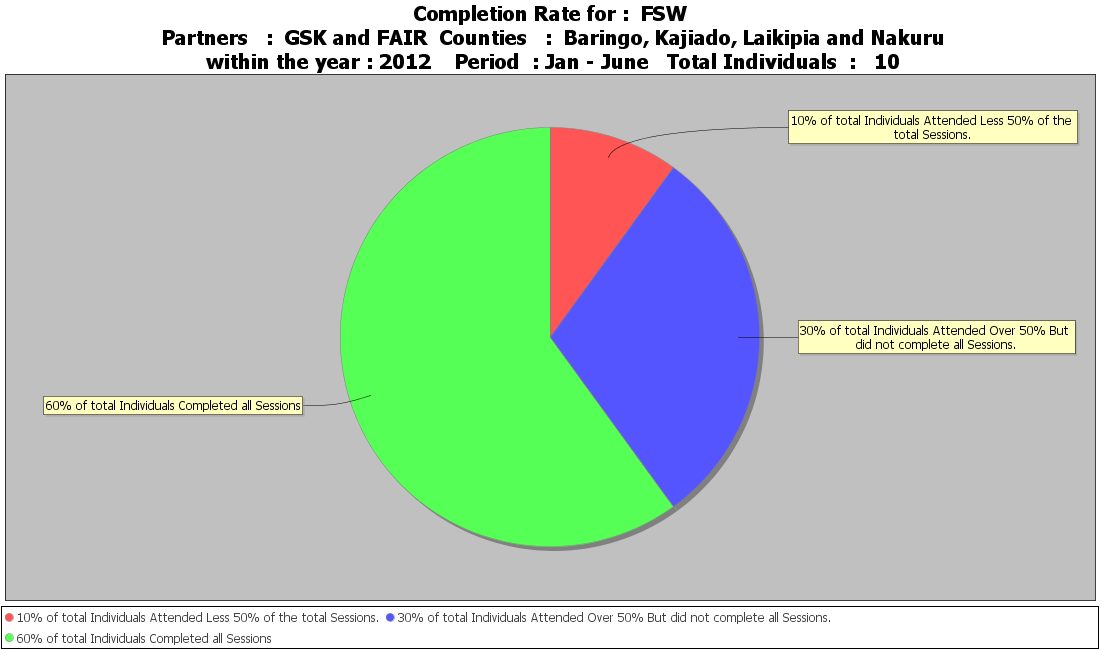 Completion Rate for : FSW
Partners : GSK and FAIR Counties : Baringo, Kajiado, Laikipia and Nakuru
within the year : 2012 Period : Jan - June Total Individuals : 10
10% of total Individuals Attended Less 50% of the
total Sessions.
30% of total Individuals Attended Over 50% But
did not complete all Sessions.
60% of total Individuals Completed all Sessions
10% of total Individuals Attended Less 50% of the total Sessions. 30% of total Individuals Attended Over 50% But did not complete all Sessions.
60% of total Individuals Completed all Sessions